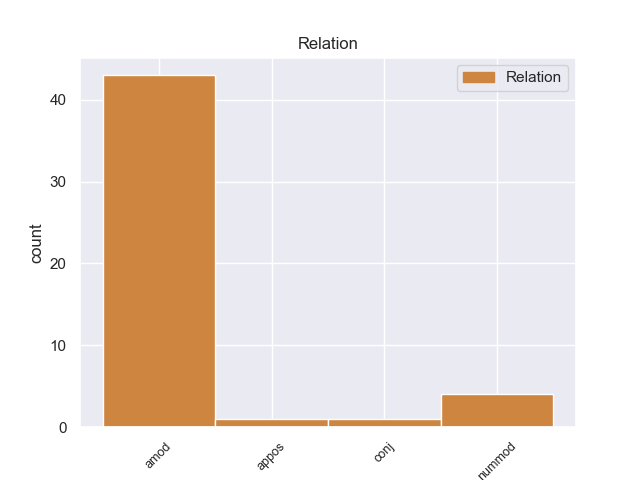 Relation
Relation
count
40
30
20
10
0
amod
appos
conj
nummod